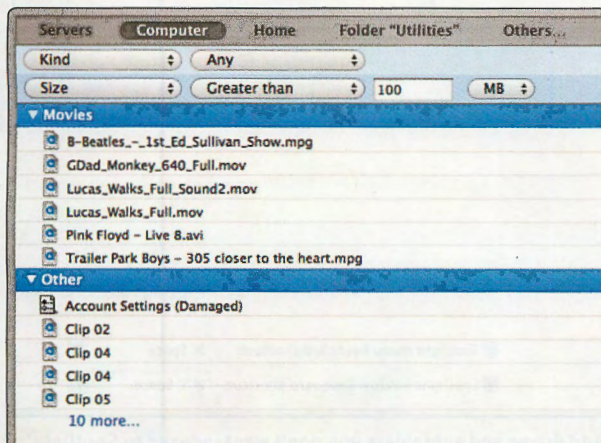 Servers Computer Home Folder "Utilities" Others...
Kind Any
Size Greater than 100 MB
Movies
8-Beatles_-_1st_Ed_Sullivan_Show.mpg
GDad_Monkey_640_Full.mov
Lucas_Walks_Full_Sound2.mov
Lucas_Walks_Full.mov
Pink Floyd - Live 8.avi
Trailer Park Boys - 305 closer to the heart.mpg
Other
Account Settings (Damaged)
Clip 02
Clip 04
Clip 04
Clip 05
10 more...